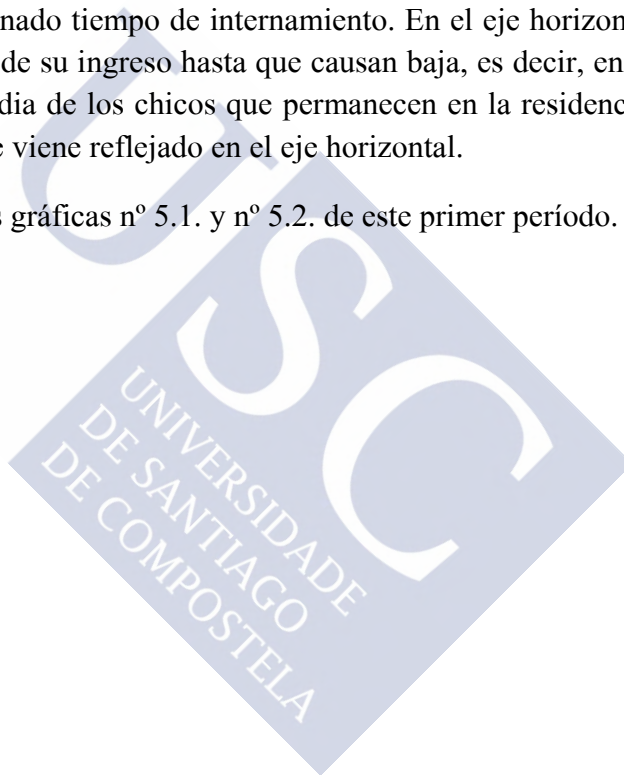 nado tiempo de internamiento. En el eje horizon
de su ingreso hasta que causan baja, es decir, en
dia de los chicos que permanecen en la residenc
e viene reflejado en el eje horizontal.
s gráficas nº 5.1. y nº 5.2. de este primer período.
USC
UNIVERSIDADE
DE SANTIAGO
DE COMPOSTELA